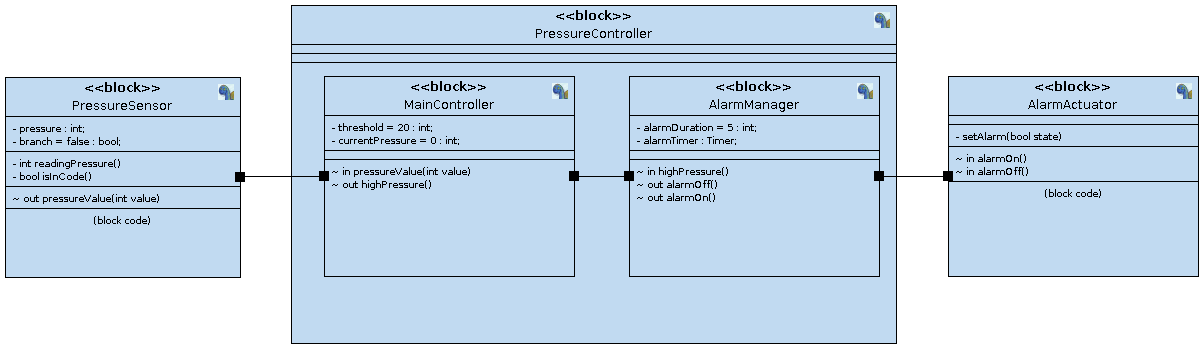 <<block>>
PressureController
<<block>>
PressureSensor
- pressure : int;
- branch = false : bool;
- int readingPressure()
- bool isInCode()
~ out pressureValue(int value)
(block code)
<<block>>
MainController
- threshold = 20 : int;
- currentPressure = 0 : int;
~ in pressureValue(int value)
~ out highPressure()
<<block>>
AlarmManager
- alarmDuration = 5 : int;
- alarmTimer : Timer;
~ in highPressure()
~ out alarmOff()
~ out alarmOn()
<<block>>
AlarmActuator
- setAlarm(bool state)
~ in alarmOn()
~ in alarmOff()
(block code)